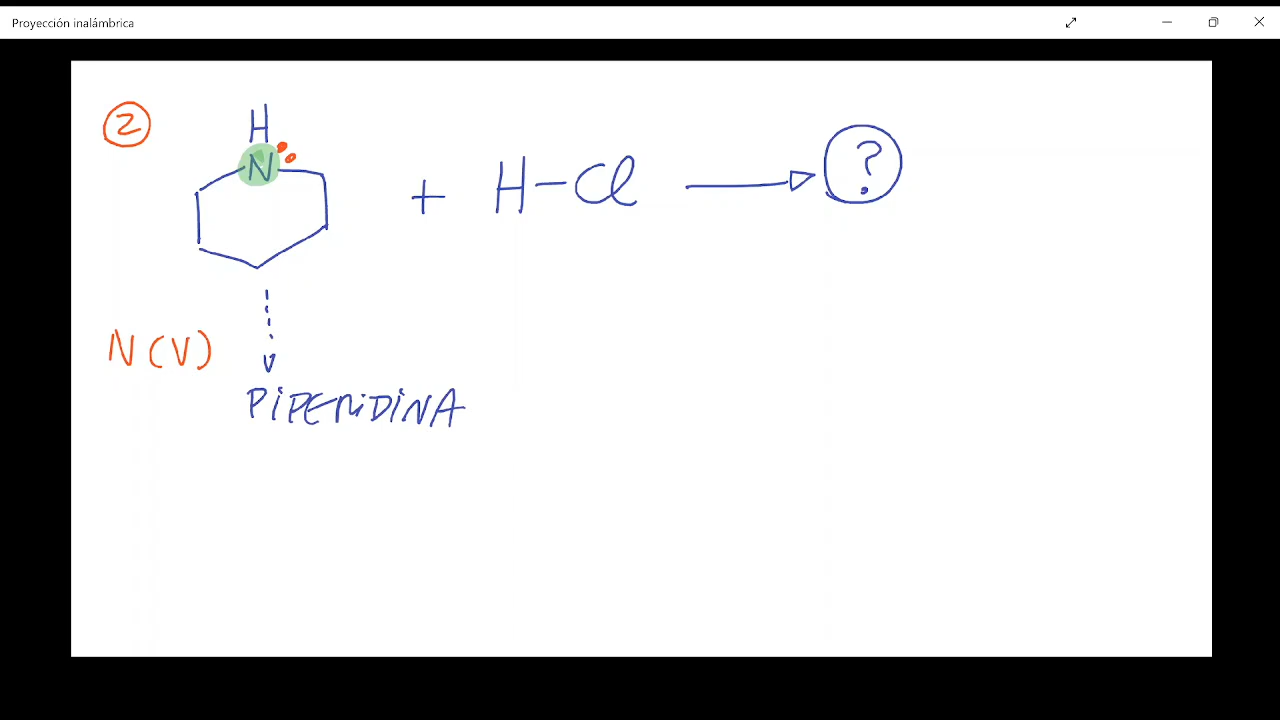 Proyección inalámbrica
2
H
N + H-Cl ?
N (V)
PiPERiDiNA